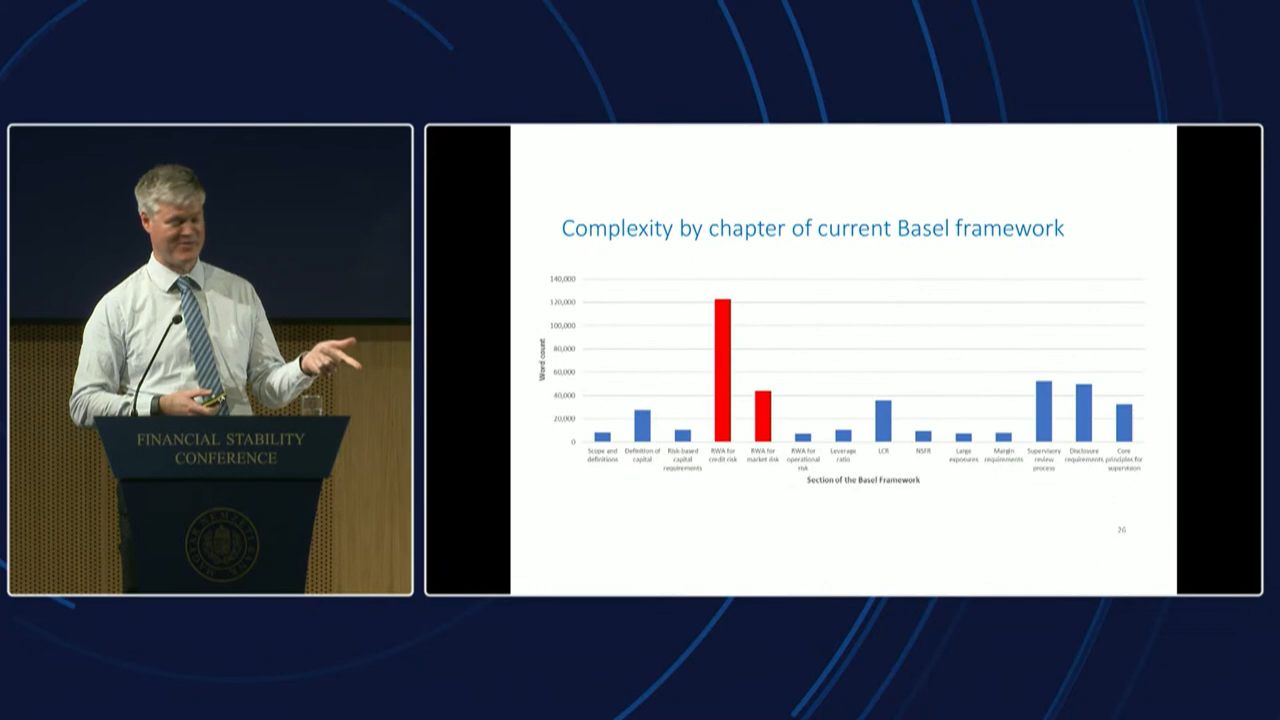 FINANCIAL STABILITY
CONFERENCE
MAGYAR NEMZETI BANK
Complexity by chapter of current Basel framework
140,000
120,000
100,000
80,000
60,000
40,000
20,000
0
Word count
Scope and
definitions
Definition of
capital
Risk-based
capital
requirements
RWA for
credit risk
RWA for
market risk
RWA for
operational
risk
Leverage
ratio
LCR
NSFR
Large
exposures
Margin
requirements
Supervisory
review
process
Disclosure
requirements
Core
principles for
supervision
Section of the Basel Framework
26